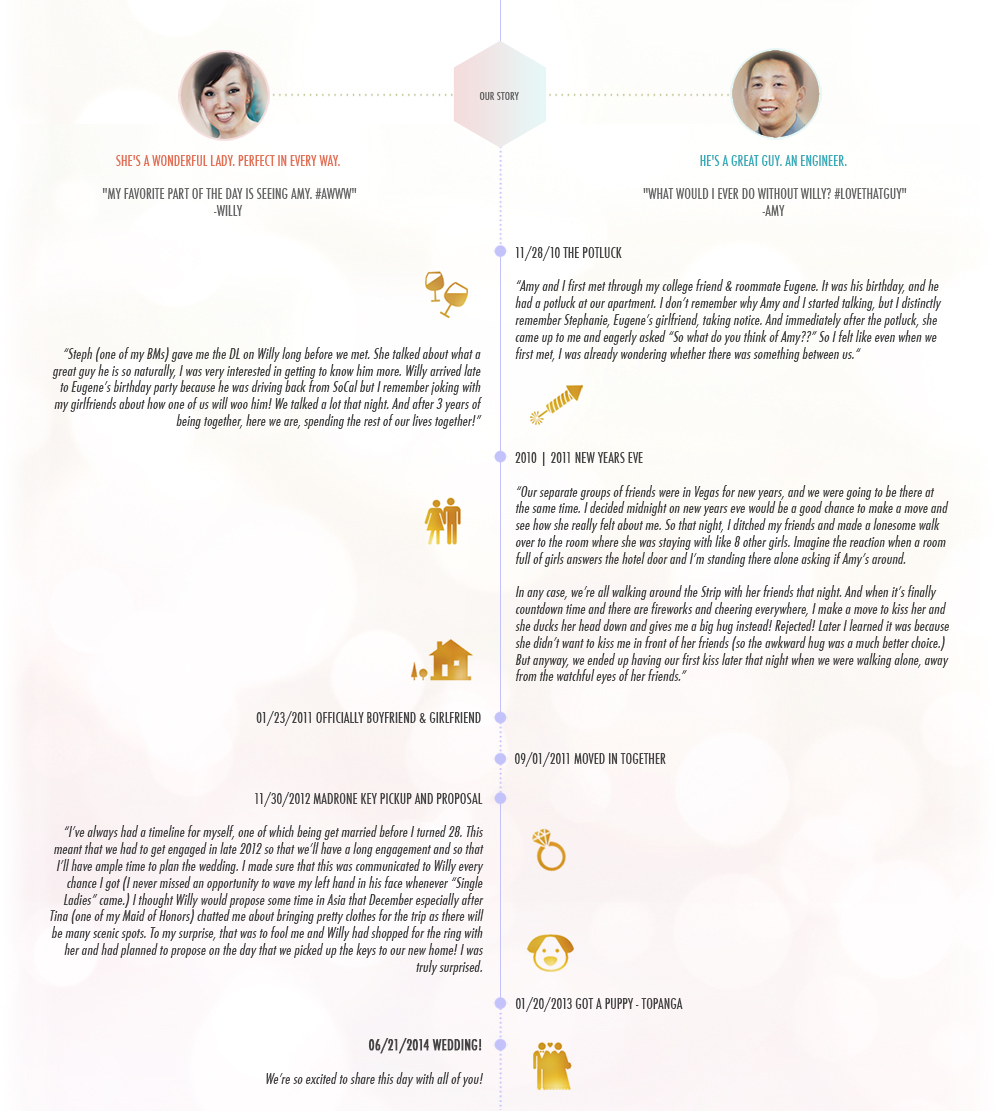 OUR STORY
SHE'S A WONDERFUL LADY. PERFECT IN EVERY WAY.
"MY FAVORITE PART OF THE DAY IS SEEING AMY. #AWWW"
-WILLY
HE'S A GREAT GUY. AN ENGINEER.
"WHAT WOULD I EVER DO WITHOUT WILLY? #LOVETHATGUY"
-AMY
11/28/10 THE POTLUCK
“Amy and I first met through my college friend & roommate Eugene. It was his birthday, and he
had a potluck at our apartment. I don’t remember why Amy and I started talking, but I distinctly
remember Stephanie, Eugene’s girlfriend, taking notice. And immediately after the potluck, she
came up to me and eagerly asked “So what do you think of Amy??” So I felt like even when we
first met, I was already wondering whether there was something between us.“
“Steph (one of my BMs) gave me the DL on Willy long before we met. She talked about what a
great guy he is so naturally, I was very interested in getting to know him more. Willy arrived late
to Eugene’s birthday party because he was driving back from SoCal but I remember joking with
my girlfriends about how one of us will woo him! We talked a lot that night. And after 3 years of
being together, here we are, spending the rest of our lives together!”
2010 | 2011 NEW YEARS EVE
“Our separate groups of friends were in Vegas for new years, and we were going to be there at
the same time. I decided midnight on new years eve would be a good chance to make a move and
see how she really felt about me. So that night, I ditched my friends and made a lonesome walk
over to the room where she was staying with like 8 other girls. Imagine the reaction when a room
full of girls answers the hotel door and I’m standing there alone asking if Amy’s around.
In any case, we’re all walking around the Strip with her friends that night. And when it’s finally
countdown time and there are fireworks and cheering everywhere, I make a move to kiss her and
she ducks her head down and gives me a big hug instead! Rejected! Later I learned it was because
she didn’t want to kiss me in front of her friends (so the awkward hug was a much better choice.)
But anyway, we ended up having our first kiss later that night when we were walking alone, away
from the watchful eyes of her friends.”
01/23/2011 OFFICIALLY BOYFRIEND & GIRLFRIEND
09/01/2011 MOVED IN TOGETHER
11/30/2012 MADRONE KEY PICKUP AND PROPOSAL
“I’ve always had a timeline for myself, one of which being get married before I turned 28. This
meant that we had to get engaged in late 2012 so that we’ll have a long engagement and so that
I’ll have ample time to plan the wedding. I made sure that this was communicated to Willy every
chance I got (I never missed an opportunity to wave my left hand in his face whenever “Single
Ladies” came.) I thought Willy would propose some time in Asia that December especially after
Tina (one of my Maid of Honors) chatted me about bringing pretty clothes for the trip as there will
be many scenic spots. To my surprise, that was to fool me and Willy had shopped for the ring with
her and had planned to propose on the day that we picked up the keys to our new home! I was
truly surprised.
01/20/2013 GOT A PUPPY - TOPANGA
06/21/2014 WEDDING!
We’re so excited to share this day with all of you!